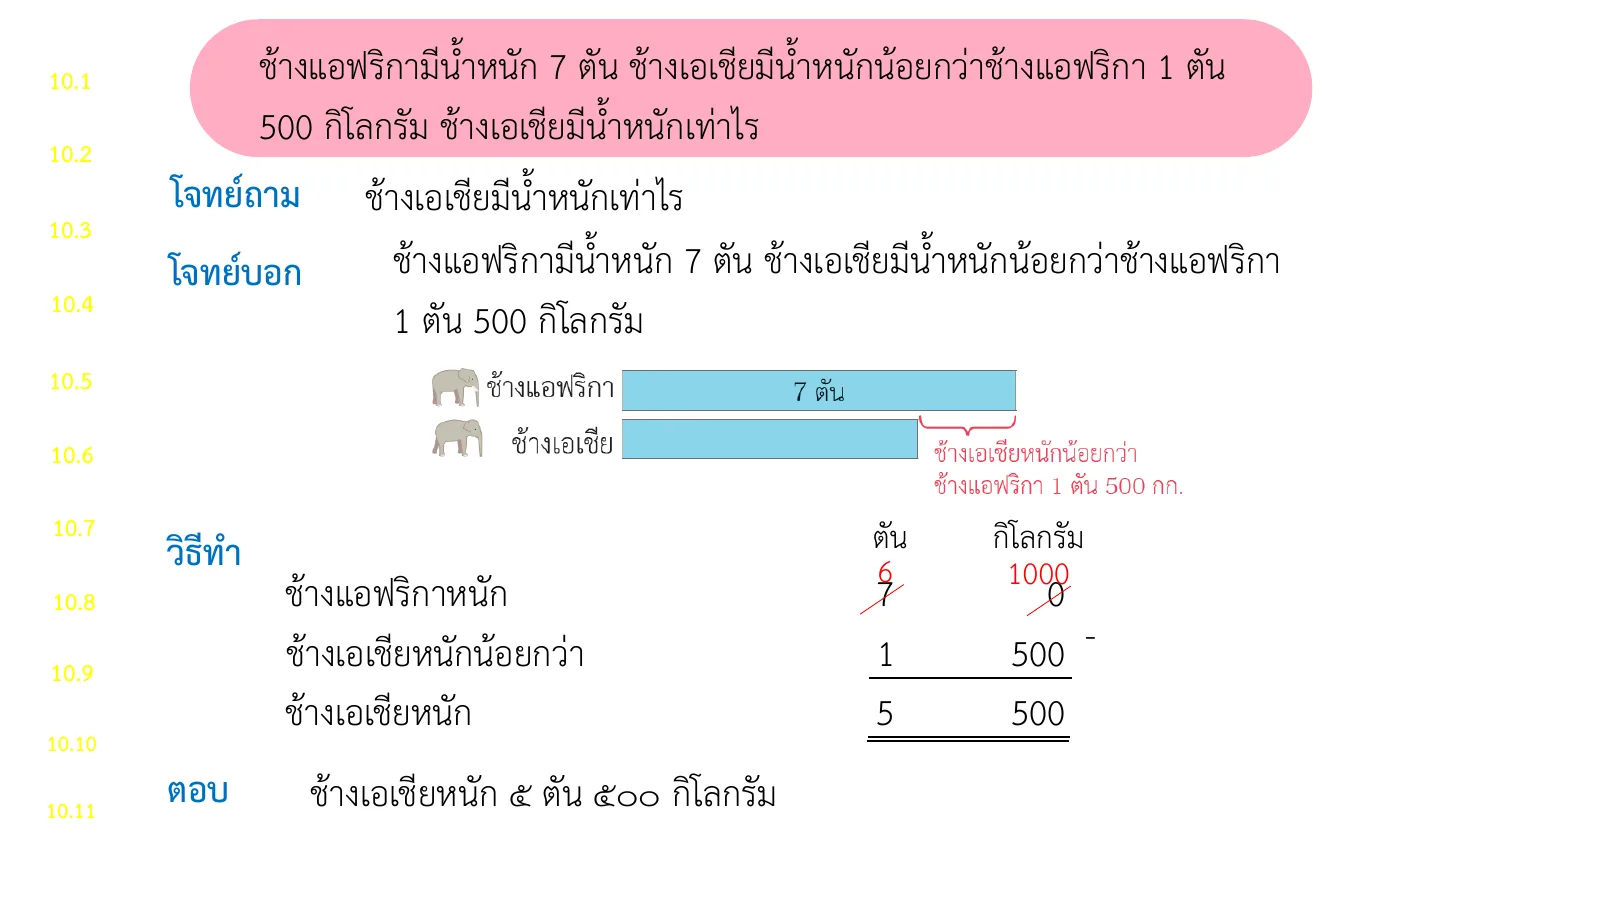 10.1
ช้างแอฟริกามีน้ำหนัก 7 ตัน ช้างเอเชียมีน้ำหนักน้อยกว่าช้างแอฟริกา 1 ตัน
500 กิโลกรัม ช้างเอเชียมีน้ำหนักเท่าไร
10.2
โจทย์ถาม ช้างเอเชียมีน้ำหนักเท่าไร
10.3
โจทย์บอก ช้างแอฟริกามีน้ำหนัก 7 ตัน ช้างเอเชียมีน้ำหนักน้อยกว่าช้างแอฟริกา
10.4
1 ตัน 500 กิโลกรัม
10.5
ช้างแอฟริกา 7 ตัน
ช้างเอเชีย
10.6
ช้างเอเชียหนักน้อยกว่า
ช้างแอฟริกา 1 ตัน 500 กก.
10.7
วิธีทำ ตัน กิโลกรัม
6 1000
10.8
ช้างแอฟริกาหนัก 7 0
ช้างเอเชียหนักน้อยกว่า 1 500 -
10.9
ช้างเอเชียหนัก 5 500
10.10
ตอบ ช้างเอเชียหนัก ๕ ตัน ๕๐๐ กิโลกรัม
10.11